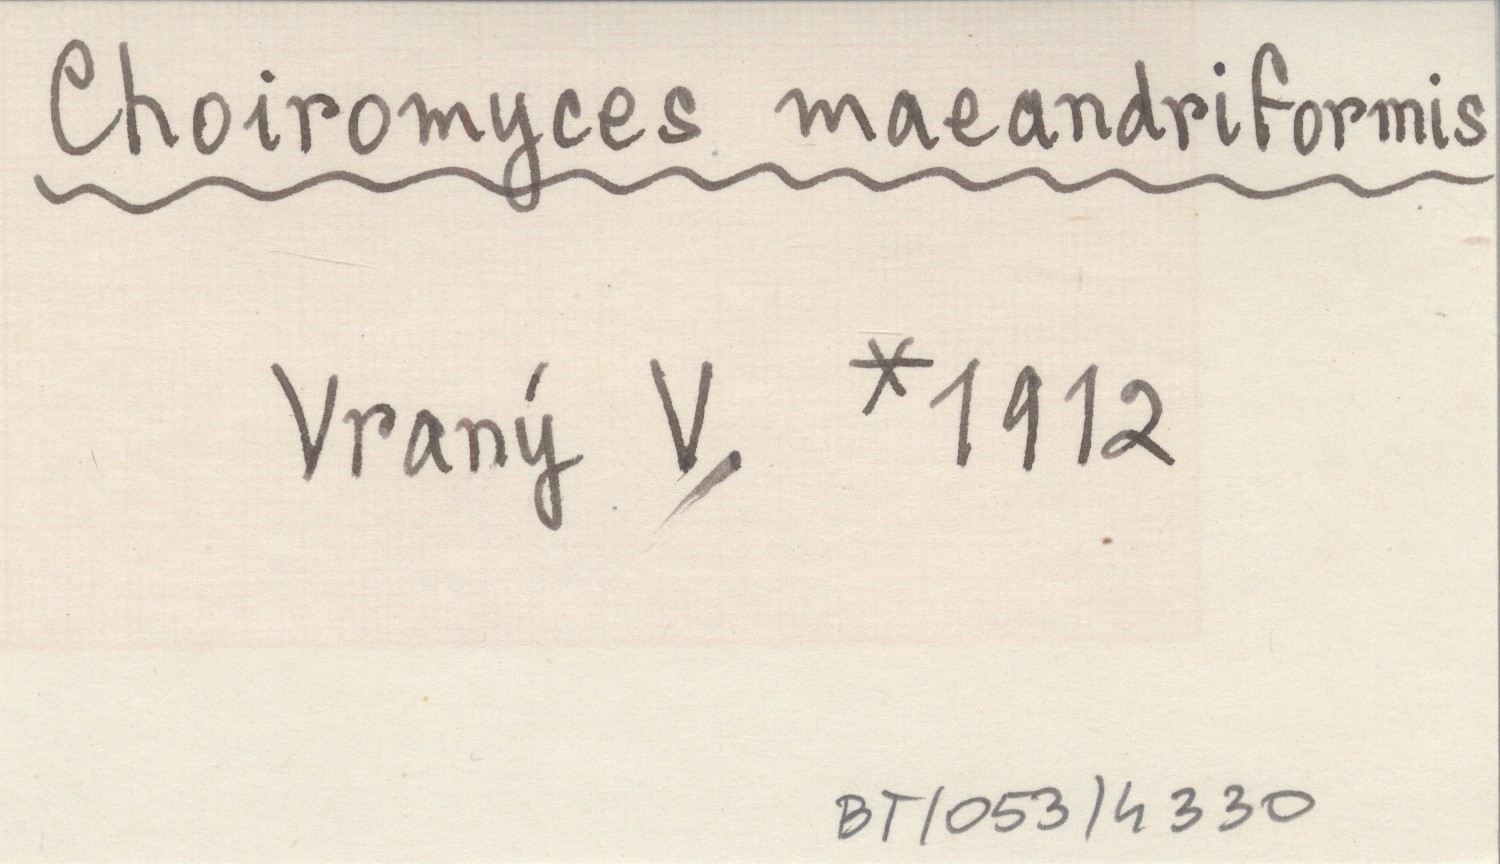 Choiromyces maeandriformis
Vraný V. *1912
BT/053/4330